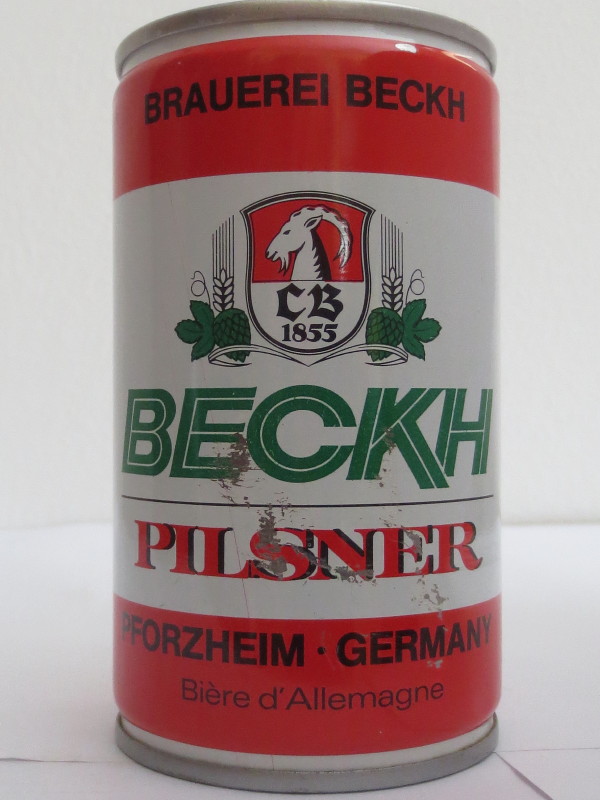 BRAUEREI BECKH
CB
1855
BECKH
PILSNER
PFORZHEIM · GERMANY
Bière d'Allemagne